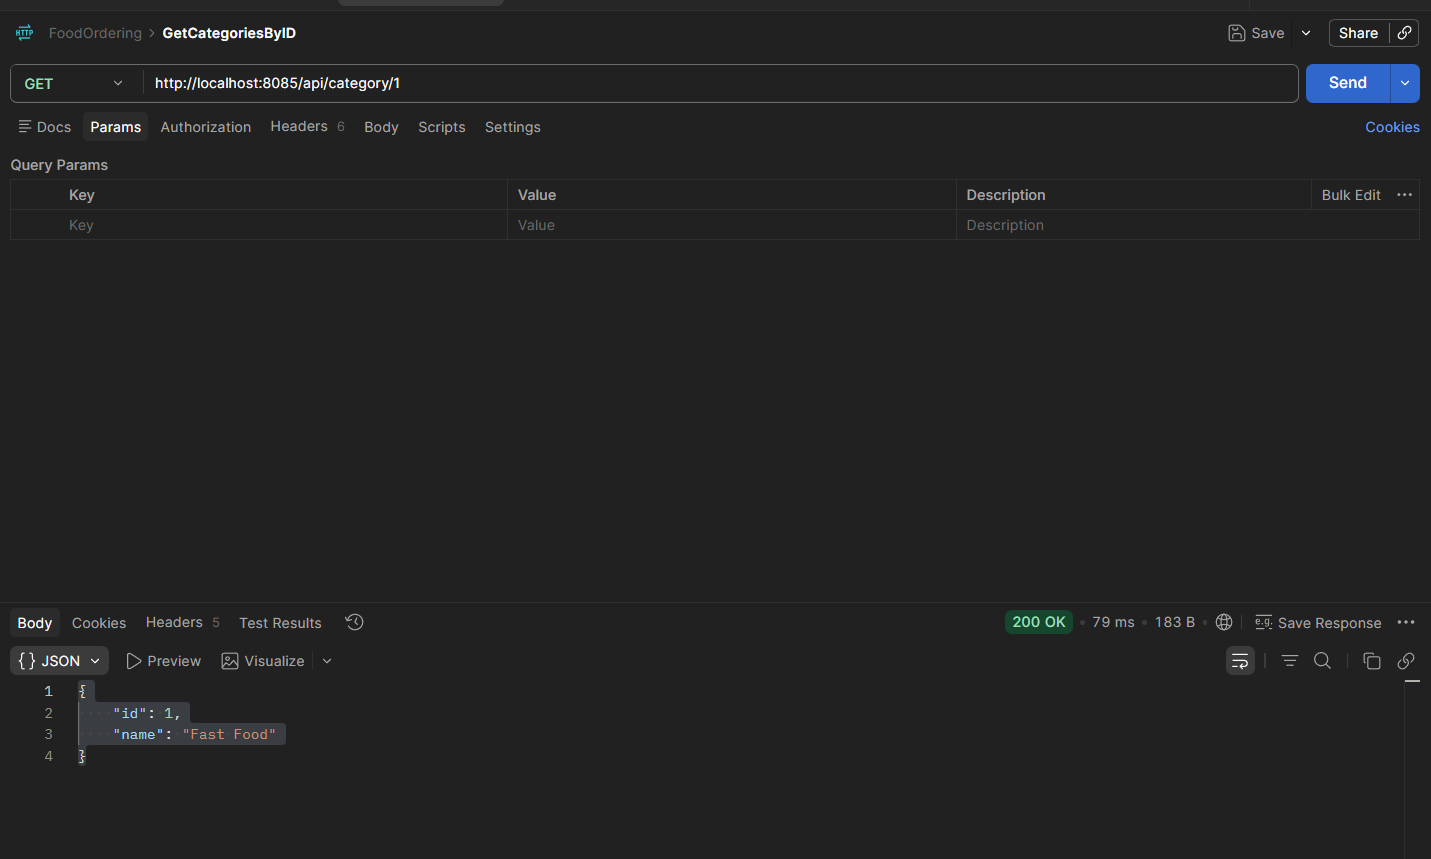 HTTP FoodOrdering > GetCategoriesByID Save Share
GET http://localhost:8085/api/category/1 Send
Docs Params Authorization Headers 6 Body Scripts Settings Cookies
Query Params
Key Value Description Bulk Edit ···
Key Value Description
Body Cookies Headers 5 Test Results 200 OK • 79 ms • 183 B • e.g. Save Response ···
{} JSON Preview Visualize
1 {
2 "id": 1,
3 "name": "Fast Food"
4 }